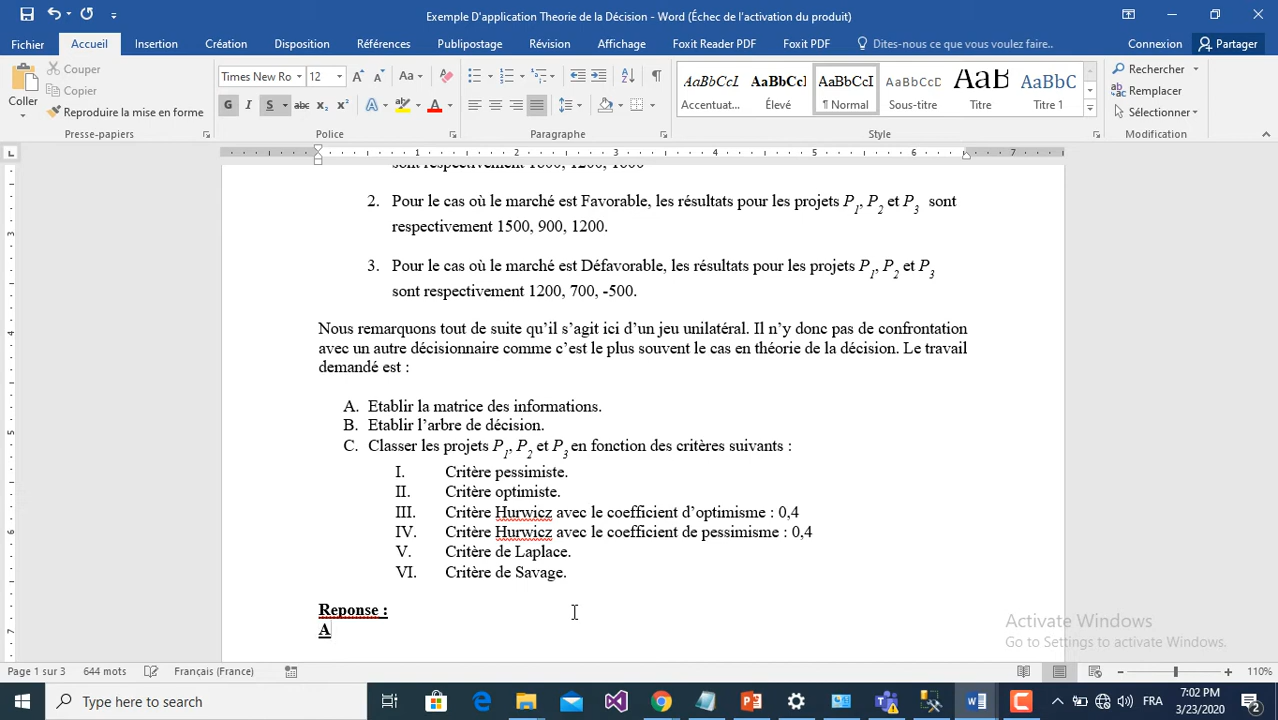 Exemple D'application Theorie de la Décision - Word (Échec de l'activation du produit)
Fichier Accueil Insertion Création Disposition Références Publipostage Révision Affichage Foxit Reader PDF Foxit PDF Dites-nous ce que vous voulez faire. Connexion Partager
Coller
Couper
Copier
Reproduire la mise en forme
Presse-papiers
Times New Ro 12
Police
Paragraphe
AaBbCcI AaBbCcI AaBbCcI AaBbCcI AaBbC AaBbC
Accentuat... Élevé ¶ Normal Sous-titre Titre Titre 1
Style
Rechercher
Remplacer
Sélectionner
Modification
1 2 3 4 5 6 7
2. Pour le cas où le marché est Favorable, les résultats pour les projets P1, P2 et P3 sont
respectivement 1500, 900, 1200.
3. Pour le cas où le marché est Défavorable, les résultats pour les projets P1, P2 et P3
sont respectivement 1200, 700, -500.
Nous remarquons tout de suite qu’il s’agit ici d’un jeu unilatéral. Il n’y donc pas de confrontation
avec un autre décisionnaire comme c’est le plus souvent le cas en théorie de la décision. Le travail
demandé est :
A. Etablir la matrice des informations.
B. Etablir l’arbre de décision.
C. Classer les projets P1, P2 et P3 en fonction des critères suivants :
I. Critère pessimiste.
II. Critère optimiste.
III. Critère Hurwicz avec le coefficient d’optimisme : 0,4
IV. Critère Hurwicz avec le coefficient de pessimisme : 0,4
V. Critère de Laplace.
VI. Critère de Savage.
Reponse :
A
Activate Windows
Go to Settings to activate Windows.
Page 1 sur 3 644 mots Français (France) 110%
Type here to search
FRA
7:02 PM
3/23/2020
2